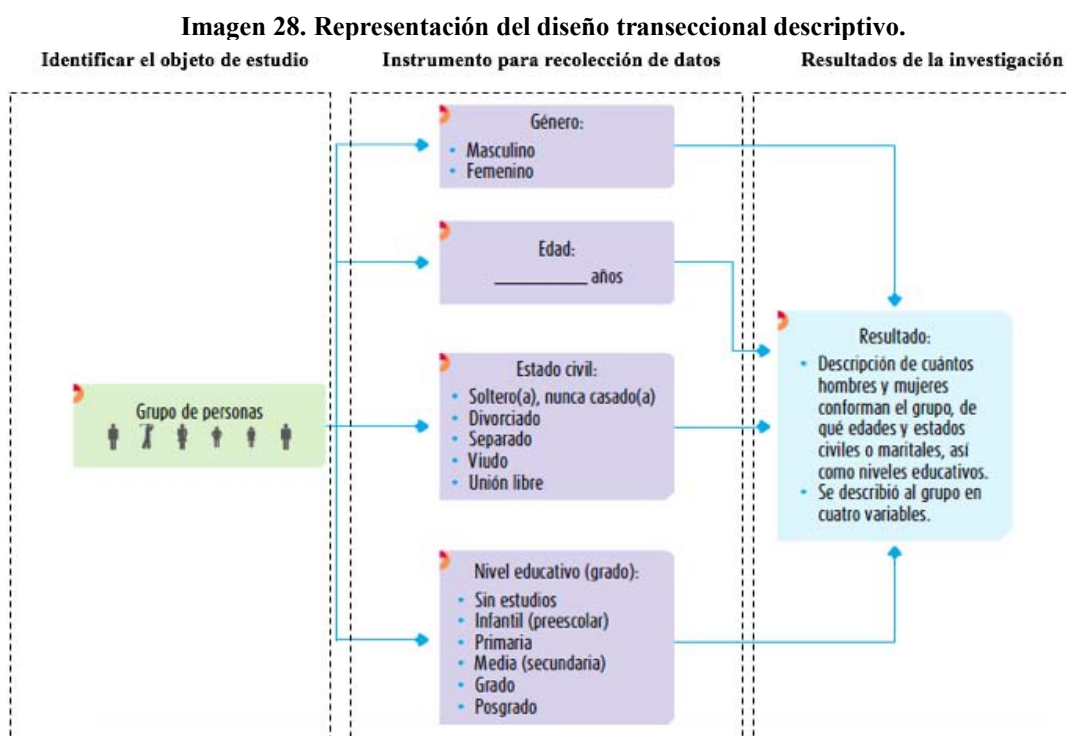 Imagen 28. Representación del diseño transeccional descriptivo.
Identificar el objeto de estudio
Instrumento para recolección de datos
Resultados de la investigación
Grupo de personas
Género:
• Masculino
• Femenino
Edad:
__________ años
Estado civil:
• Soltero(a), nunca casado(a)
• Divorciado
• Separado
• Viudo
• Unión libre
Nivel educativo (grado):
• Sin estudios
• Infantil (preescolar)
• Primaria
• Media (secundaria)
• Grado
• Posgrado
Resultado:
• Descripción de cuántos
hombres y mujeres
conforman el grupo, de
qué edades y estados
civiles o maritales, así
como niveles educativos.
• Se describió al grupo en
cuatro variables.